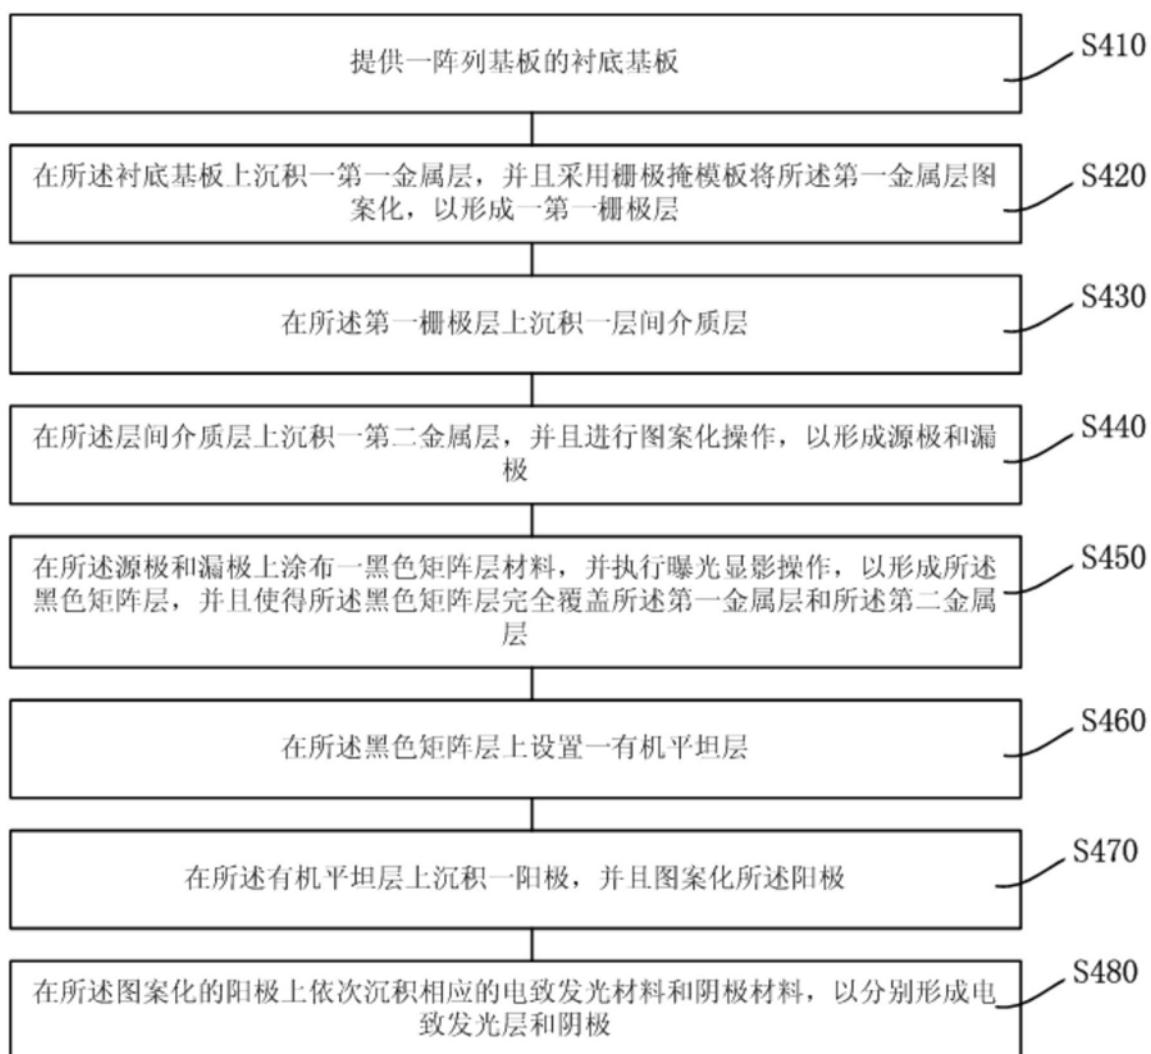 提供一阵列基板的衬底基板
S410
在所述衬底基板上沉积一第一金属层，并且采用栅极掩模板将所述第一金属层图
案化，以形成一第一栅极层
S420
在所述第一栅极层上沉积一层间介质层
S430
在所述层间介质层上沉积一第二金属层，并且进行图案化操作，以形成源极和漏
极
S440
在所述源极和漏极上涂布一黑色矩阵层材料，并执行曝光显影操作，以形成所述
黑色矩阵层，并且使得所述黑色矩阵层完全覆盖所述第一金属层和所述第二金属
层
S450
在所述黑色矩阵层上设置一有机平坦层
S460
在所述有机平坦层上沉积一阳极，并且图案化所述阳极
S470
在所述图案化的阳极上依次沉积相应的电致发光材料和阴极材料，以分别形成电
致发光层和阴极
S480